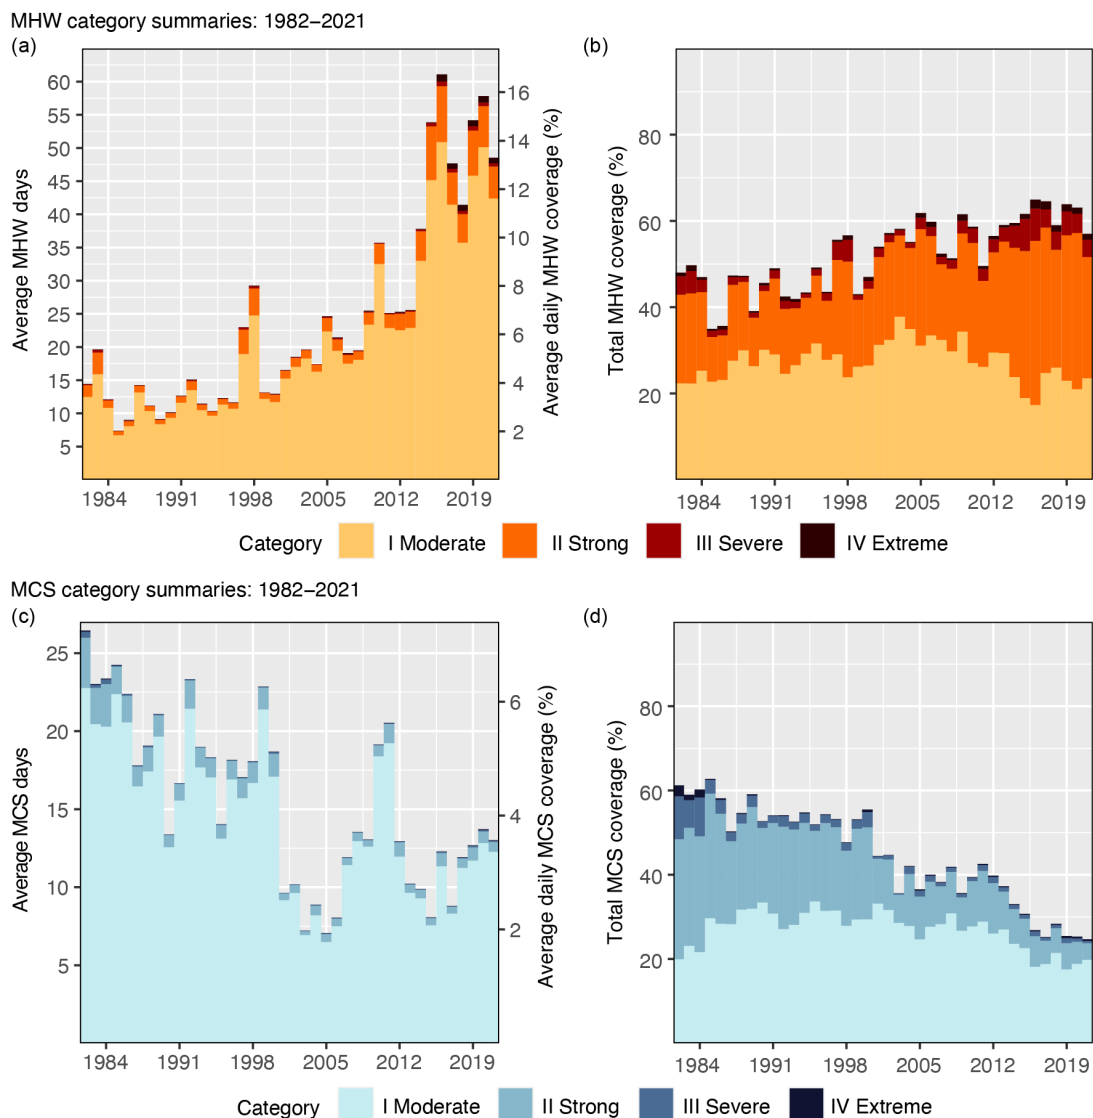 MHW category summaries: 1982−2021
(a)
(b)
Average MHW days
60
55
50
45
40
35
30
25
20
15
10
5
16
14
12
10
8
6
4
2
Average daily MHW coverage (%)
1984 1991 1998 2005 2012 2019
Total MHW coverage (%)
80
60
40
20
1984 1991 1998 2005 2012 2019
Category I Moderate II Strong III Severe IV Extreme
MCS category summaries: 1982−2021
(c)
(d)
Average MCS days
25
20
15
10
5
6
4
2
Average daily MCS coverage (%)
1984 1991 1998 2005 2012 2019
Total MCS coverage (%)
80
60
40
20
1984 1991 1998 2005 2012 2019
Category I Moderate II Strong III Severe IV Extreme